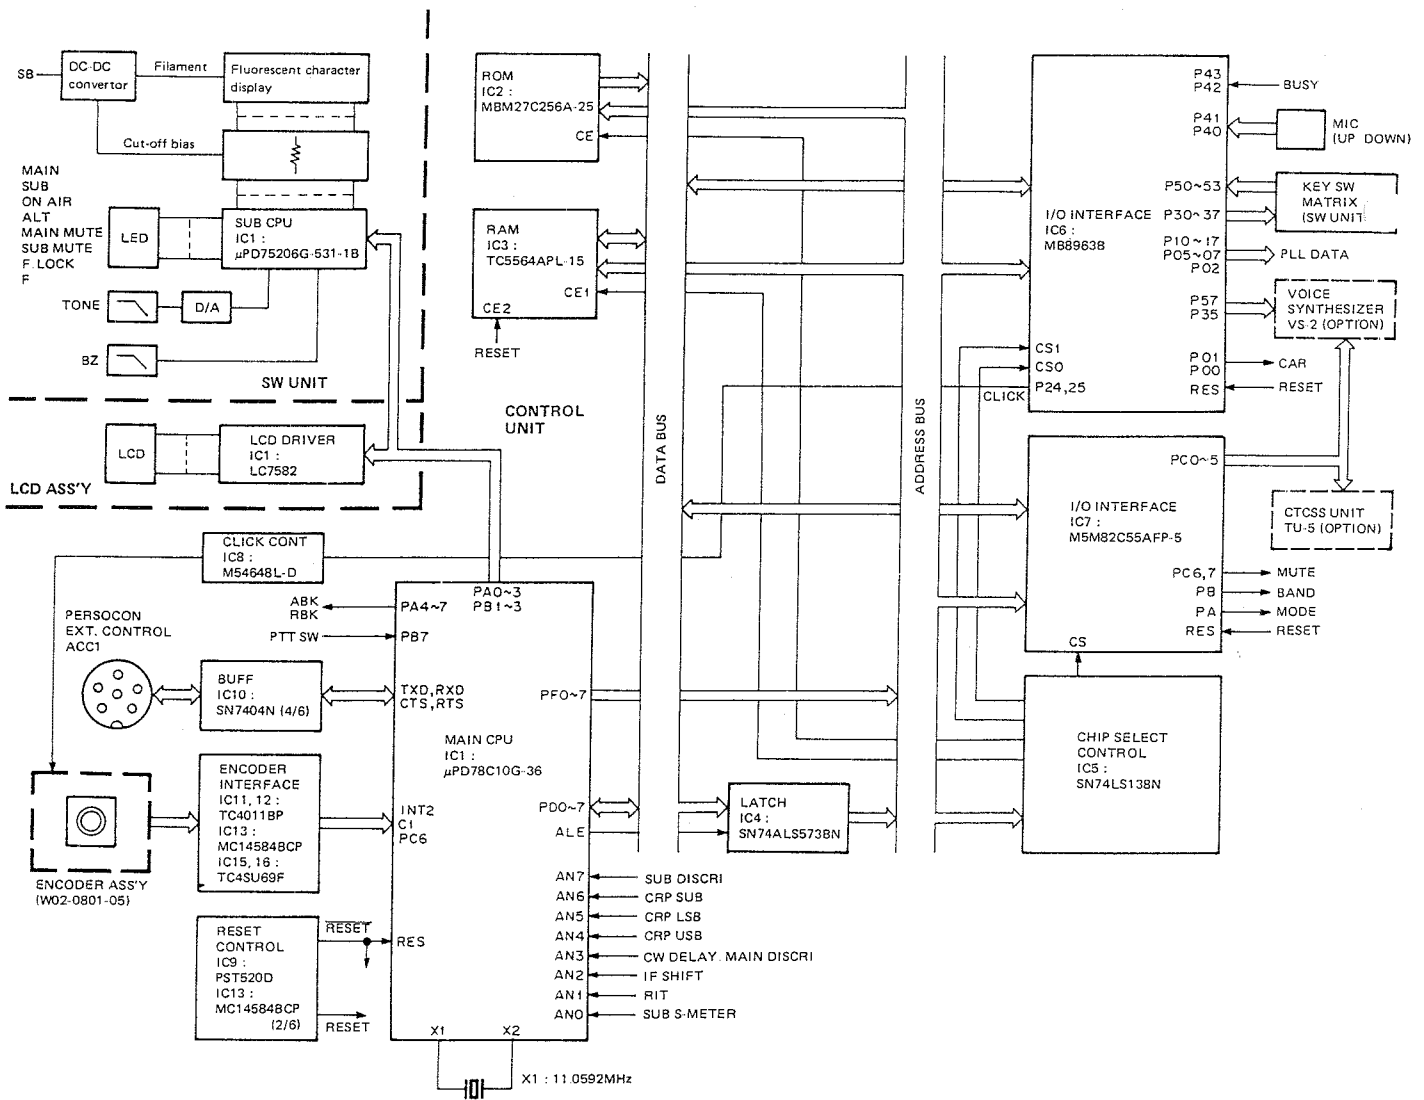 SB
DC-DC
convertor
Filament
Fluorescent character
display
Cut-off bias
MAIN
SUB
ON AIR
ALT
MAIN MUTE
SUB MUTE
F.LOCK
F
LED
SUB CPU
IC1 :
μPD75206G-531-1B
TONE
D/A
BZ
SW UNIT
LCD
LCD DRIVER
IC1 :
LC7582
LCD ASS'Y
CONTROL
UNIT
ROM
IC2 :
MBM27C256A-25
CE
RAM
IC3 :
TC5564APL-15
CE1
CE2
RESET
DATA BUS
ADDRESS BUS
I/O INTERFACE
IC6 :
MB8963B
P43
P42
P41
P40
P50~53
P30~37
P10~17
P05~07
P02
P57
P35
P01
P00
RES
CS1
CS0
P24,25
CLICK
BUSY
MIC
(UP DOWN)
KEY SW
MATRIX
(SW UNIT
PLL DATA
VOICE
SYNTHESIZER
VS-2 (OPTION)
CAR
RESET
PC0~5
I/O INTERFACE
IC7 :
M5M82C55AFP-5
PC6,7
PB
PA
RES
CS
CTCSS UNIT
TU-5 (OPTION)
MUTE
BAND
MODE
RESET
CHIP SELECT
CONTROL
IC5 :
SN74LS138N
LATCH
IC4 :
SN74ALS573BN
CLICK CONT
IC8 :
M54648L-D
PERSOCON
EXT. CONTROL
ACC1
ABK
RBK
PTT SW
BUFF
IC10 :
SN7404N (4/6)
ENCODER
INTERFACE
IC11, 12 :
TC4011BP
IC13 :
MC14584BCP
IC15, 16 :
TC4SU69F
ENCODER ASS'Y
(W02-0801-05)
RESET
CONTROL
IC9 :
PST520D
IC13 :
MC14584BCP
(2/6)
RESET
RESET
PA0~3
PB1~3
PA4~7
PB7
TXD,RXD
CTS,RTS
PF0~7
MAIN CPU
IC1 :
μPD78C10G-36
INT2
C1
PC6
PD0~7
ALE
AN7
AN6
AN5
AN4
AN3
AN2
AN1
AN0
RES
X1
X2
SUB DISCRI
CRP SUB
CRP LSB
CRP USB
CW DELAY. MAIN DISCRI
IF SHIFT
RIT
SUB S-METER
X1 : 11.0592MHz